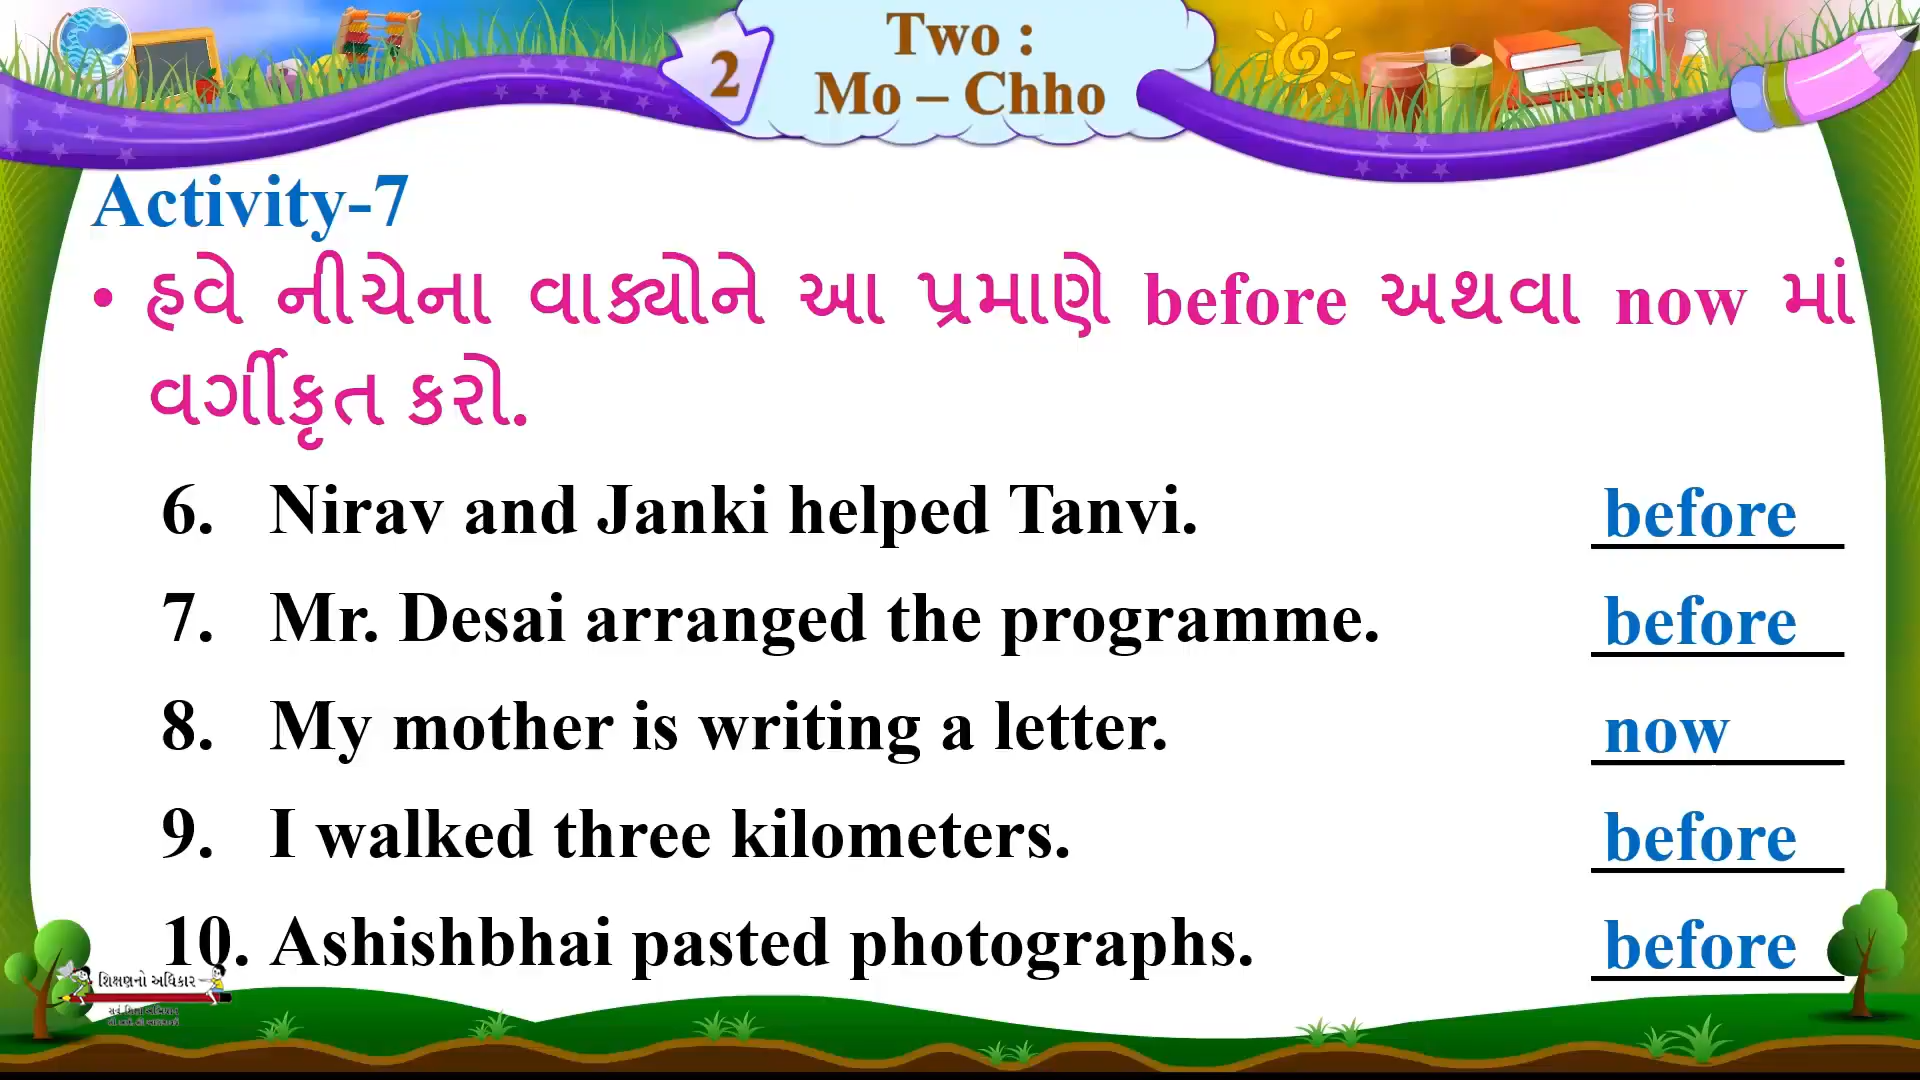 2
Two :
Mo – Chho
Activity-7
• હવે નીચેના વાક્યોને આ પ્રમાણે before અથવા now માં
વર્ગીકૃત કરો.
6. Nirav and Janki helped Tanvi. before
7. Mr. Desai arranged the programme. before
8. My mother is writing a letter. now
9. I walked three kilometers. before
10. Ashishbhai pasted photographs. before
શિક્ષણનો અધિકાર